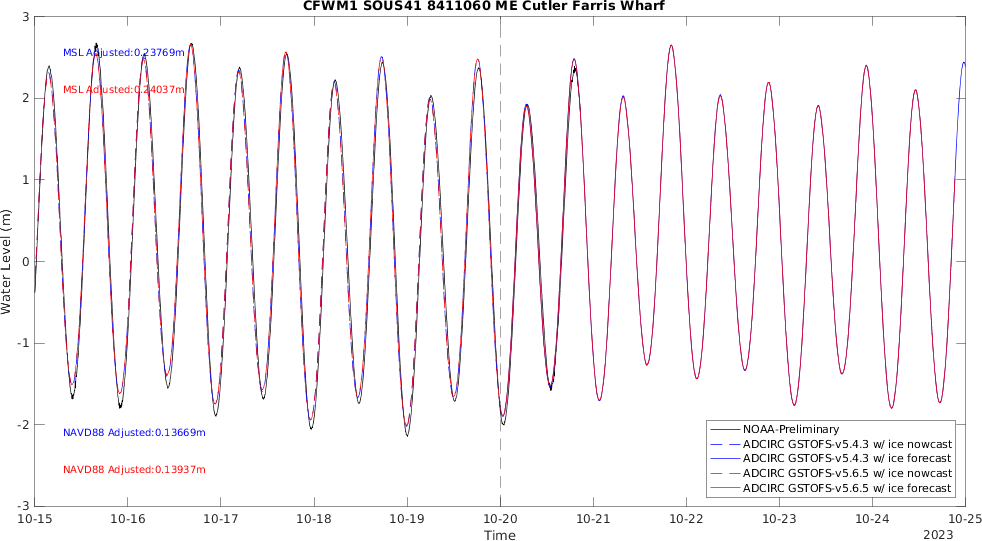 CFWM1 SOUS41 8411060 ME Cutler Farris Wharf
3
MSL Adjusted:0.23769m
MSL Adjusted:0.24037m
2
1
0
-1
-2
-3
Water Level (m)
NAVD88 Adjusted:0.13669m
NAVD88 Adjusted:0.13937m
NOAA-Preliminary
ADCIRC GSTOFS-v5.4.3 w/ ice nowcast
ADCIRC GSTOFS-v5.4.3 w/ ice forecast
ADCIRC GSTOFS-v5.6.5 w/ ice nowcast
ADCIRC GSTOFS-v5.6.5 w/ ice forecast
10-15 10-16 10-17 10-18 10-19 10-20 10-21 10-22 10-23 10-24 10-25
Time
2023